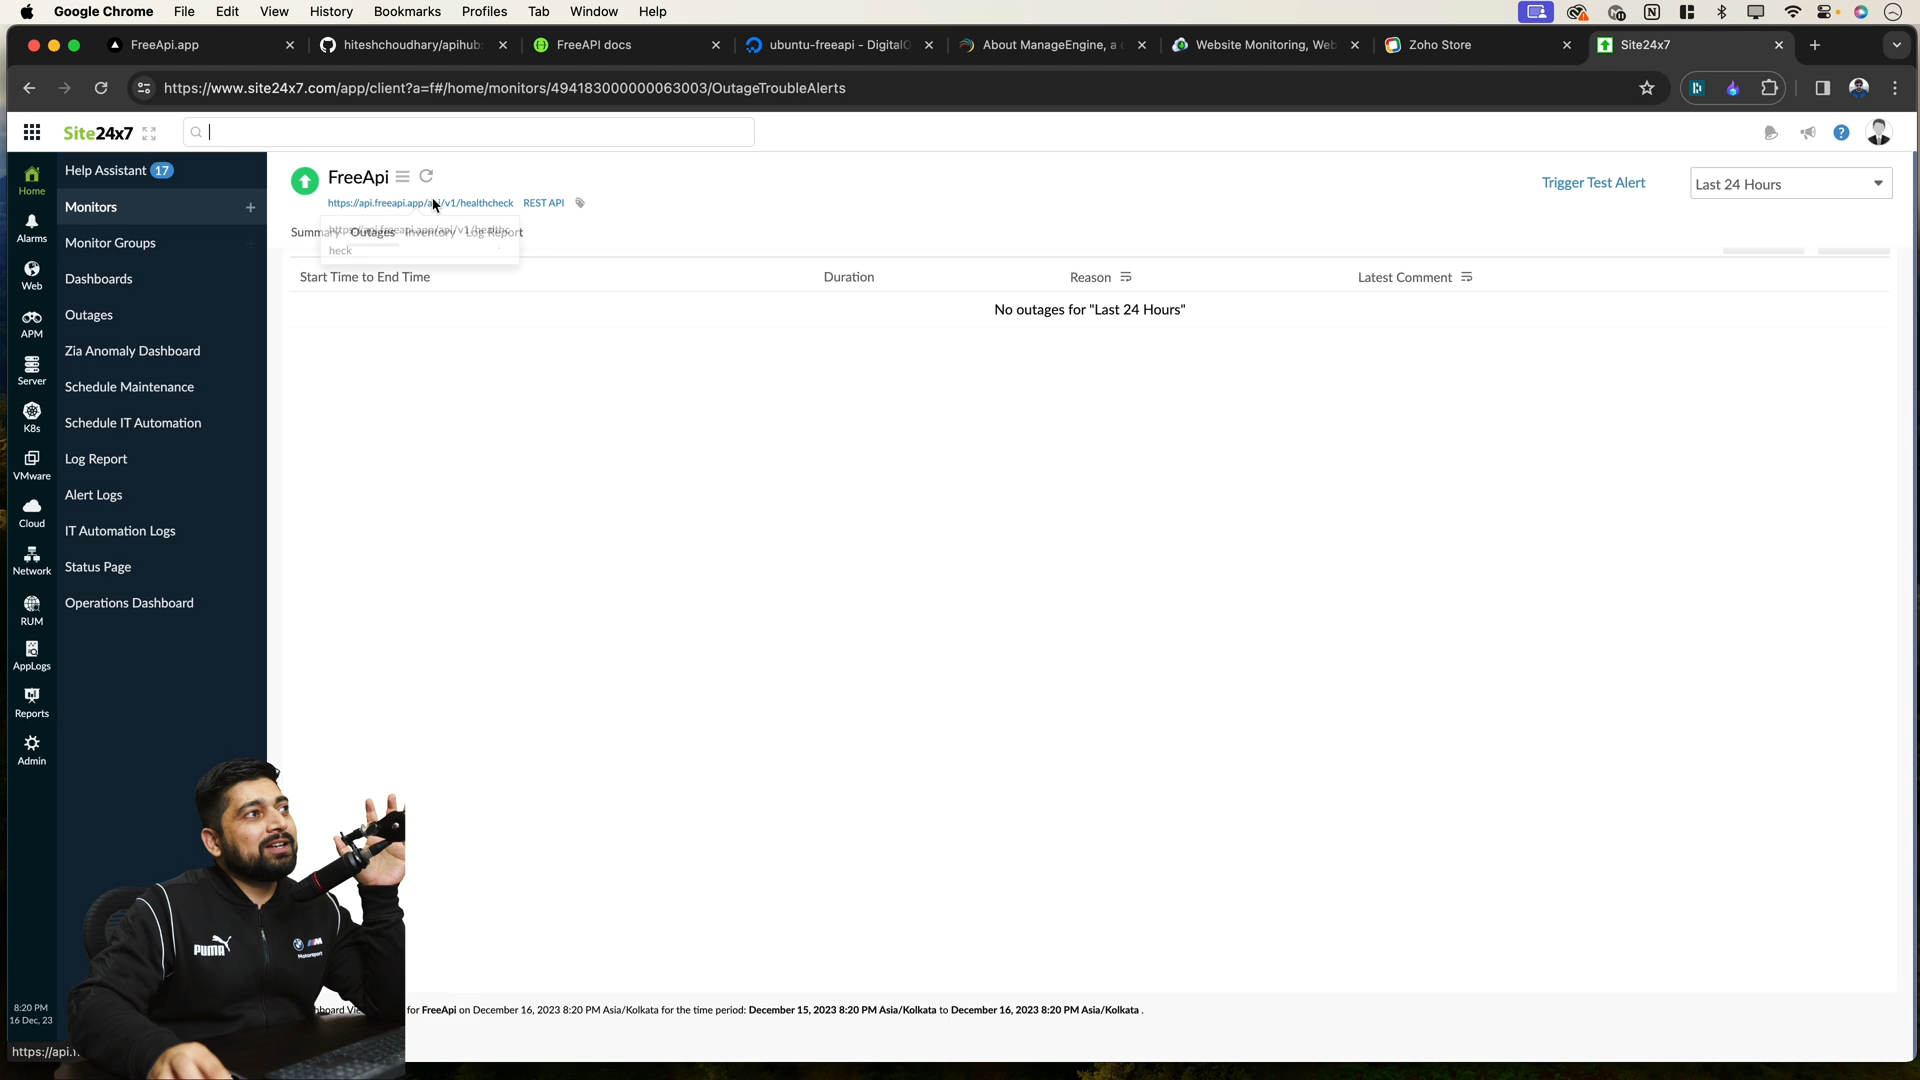 Google Chrome File Edit View History Bookmarks Profiles Tab Window Help
FreeApi.app
hiteshchoudhary/apihub:
FreeAPI docs
ubuntu-freeapi - DigitalO
About ManageEngine, a
Website Monitoring, Web
Zoho Store
Site24x7
https://www.site24x7.com/app/client?a=f#/home/monitors/494183000000063003/OutageTroubleAlerts
Site24x7
Home
Alarms
Web
APM
Server
K8s
VMware
Cloud
Network
RUM
AppLogs
Reports
Admin
8:20 PM
16 Dec, 23
Help Assistant 17
Monitors
Monitor Groups
Dashboards
Outages
Zia Anomaly Dashboard
Schedule Maintenance
Schedule IT Automation
Log Report
Alert Logs
IT Automation Logs
Status Page
Operations Dashboard
FreeApi
https://api.freeapi.app/api/v1/healthcheck REST API
Summary Outages Inventory Log Report
https://api.freeapi.app/api/v1/healthc
heck
Trigger Test Alert
Last 24 Hours
Start Time to End Time Duration Reason Latest Comment
No outages for "Last 24 Hours"
for FreeApi on December 16, 2023 8:20 PM Asia/Kolkata for the time period: December 15, 2023 8:20 PM Asia/Kolkata to December 16, 2023 8:20 PM Asia/Kolkata .
https://api.
PUMA
Motorsport